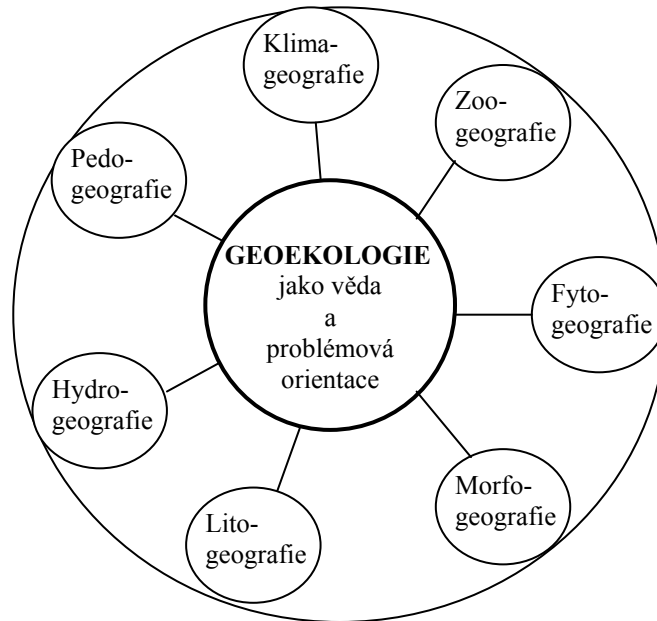 Klima-
geografie
Zoo-
geografie
Pedo-
geografie
GEOEKOLOGIE
jako věda
a
problémová
orientace
Fyto-
geografie
Hydro-
geografie
Morfo-
geografie
Lito-
geografie